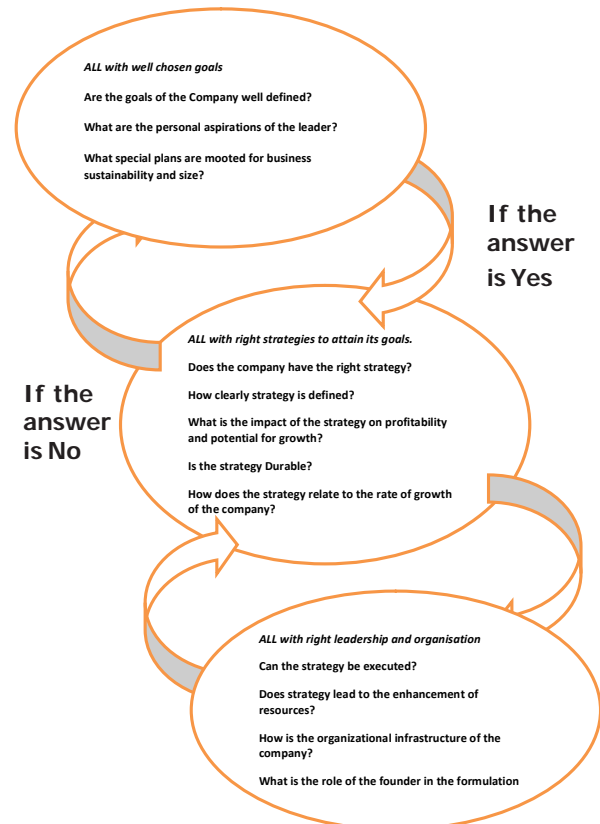 ALL with well chosen goals
Are the goals of the Company well defined?
What are the personal aspirations of the leader?
What special plans are mooted for business
sustainability and size?
If the
answer
is Yes
ALL with right strategies to attain its goals.
Does the company have the right strategy?
How clearly strategy is defined?
What is the impact of the strategy on profitability
and potential for growth?
Is the strategy Durable?
How does the strategy relate to the rate of growth
of the company?
If the
answer
is No
ALL with right leadership and organisation
Can the strategy be executed?
Does strategy lead to the enhancement of
resources?
How is the organizational infrastructure of the
company?
What is the role of the founder in the formulation